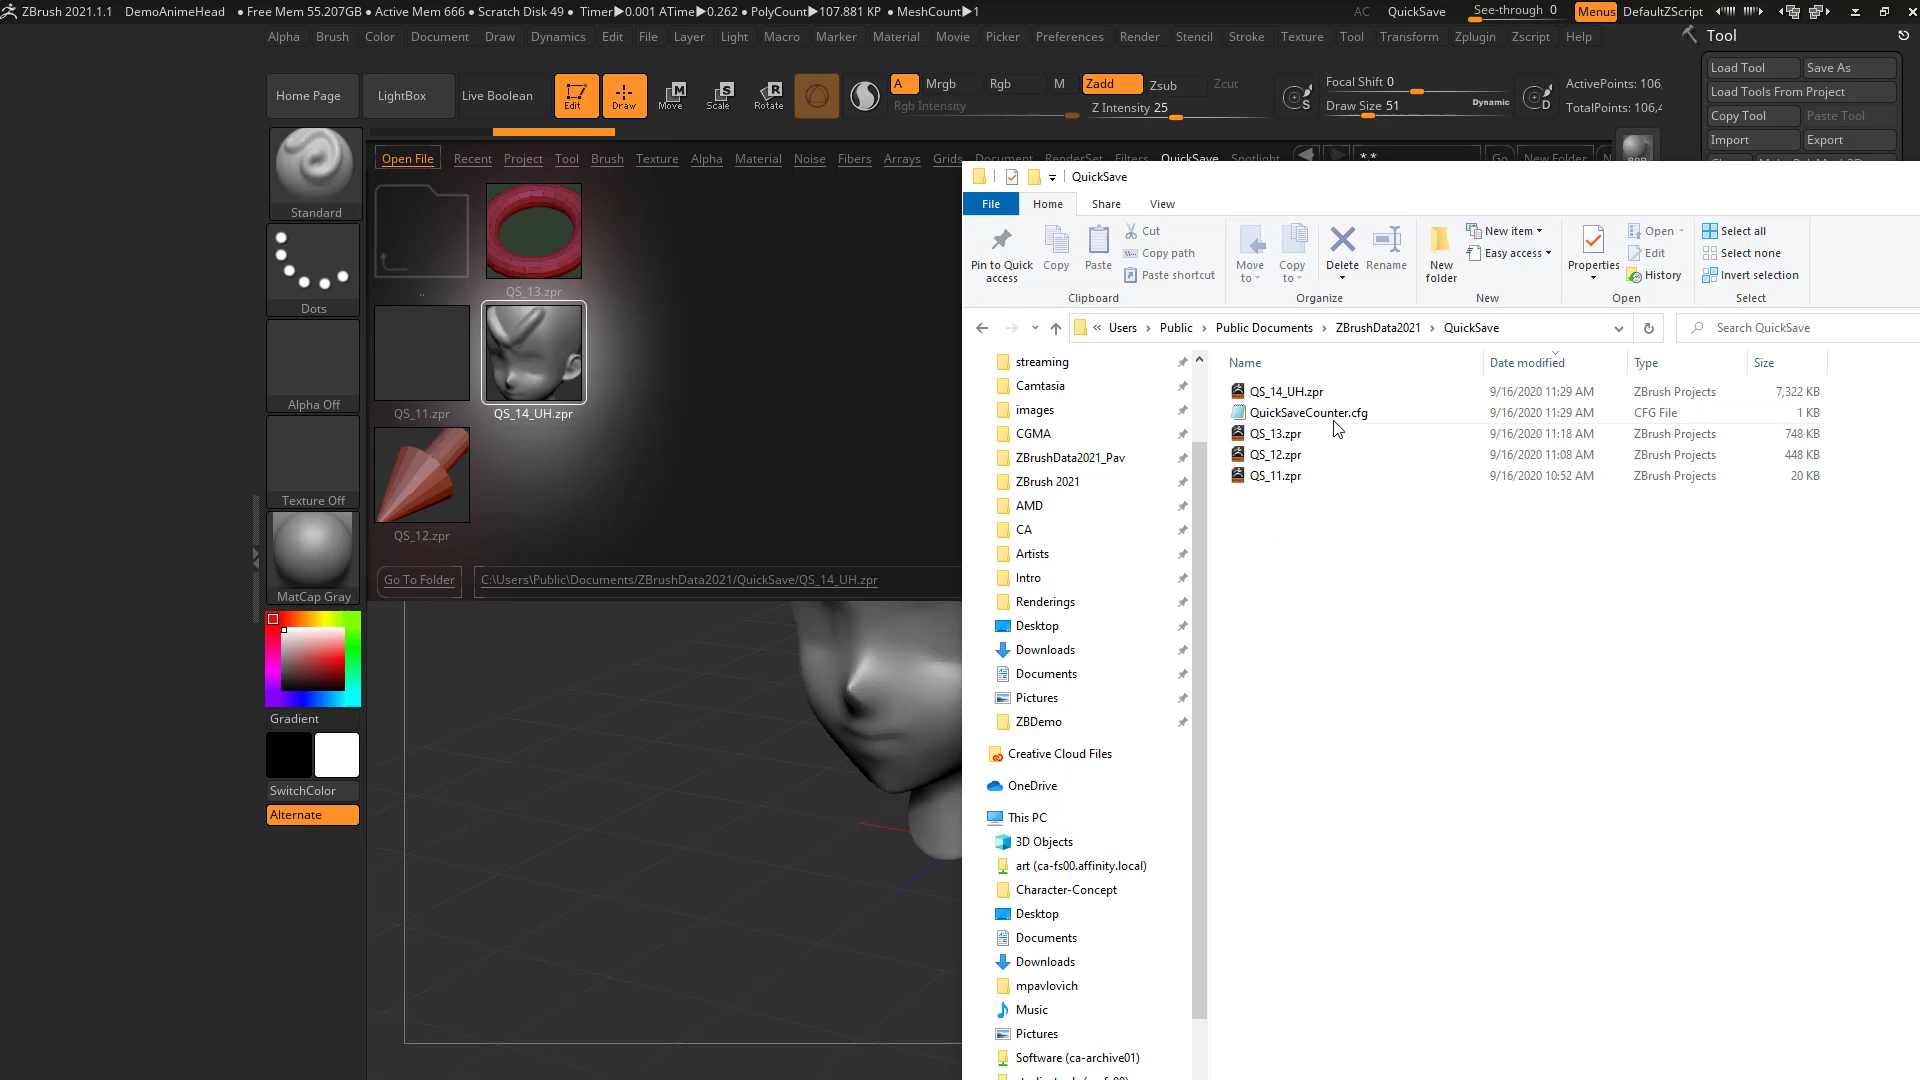 ZBrush 2021.1.1 DemoAnimeHead • Free Mem 55.207GB • Active Mem 666 • Scratch Disk 49 • Timer▶0.001 ATime▶0.262 • PolyCount▶107.881 KP • MeshCount▶1 AC QuickSave See-through 0 Menus DefaultZScript
Alpha Brush Color Document Draw Dynamics Edit File Layer Light Macro Marker Material Movie Picker Preferences Render Stencil Stroke Texture Tool Transform Zplugin Zscript Help
Tool
Load Tool Save As
Load Tools From Project
Copy Tool Paste Tool
Import Export
Home Page LightBox Live Boolean Edit Draw Move Scale Rotate
A Mrgb Rgb M Zadd Zsub Zcut
Rgb Intensity Z Intensity 25
Focal Shift 0
Draw Size 51 Dynamic
ActivePoints: 106,
TotalPoints: 106,4
Open File Recent Project Tool Brush Texture Alpha Material Noise Fibers Arrays Grids Document RenderSet Filters QuickSave Spotlight *.* Go New Folder N
Standard
Dots
Alpha Off
Texture Off
MatCap Gray
Gradient
SwitchColor
Alternate
.. QS_13.zpr
QS_11.zpr QS_14_UH.zpr
QS_12.zpr
Go To Folder C:\Users\Public\Documents/ZBrushData2021/QuickSave/QS_14_UH.zpr
QuickSave
File Home Share View
Pin to Quick access Copy Paste Cut Copy path Paste shortcut
Move to Copy to Delete Rename
New folder New item Easy access
Properties Open Edit History
Select all Select none Invert selection
Clipboard Organize New Open Select
« Users › Public › Public Documents › ZBrushData2021 › QuickSave Search QuickSave
streaming
Camtasia
images
CGMA
ZBrushData2021_Pav
ZBrush 2021
AMD
CA
Artists
Intro
Renderings
Desktop
Downloads
Documents
Pictures
ZBDemo
Creative Cloud Files
OneDrive
This PC
3D Objects
art (ca-fs00.affinity.local)
Character-Concept
Desktop
Documents
Downloads
mpavlovich
Music
Pictures
Software (ca-archive01)
Name Date modified Type Size
QS_14_UH.zpr 9/16/2020 11:29 AM ZBrush Projects 7,322 KB
QuickSaveCounter.cfg 9/16/2020 11:29 AM CFG File 1 KB
QS_13.zpr 9/16/2020 11:18 AM ZBrush Projects 748 KB
QS_12.zpr 9/16/2020 11:08 AM ZBrush Projects 448 KB
QS_11.zpr 9/16/2020 10:52 AM ZBrush Projects 20 KB